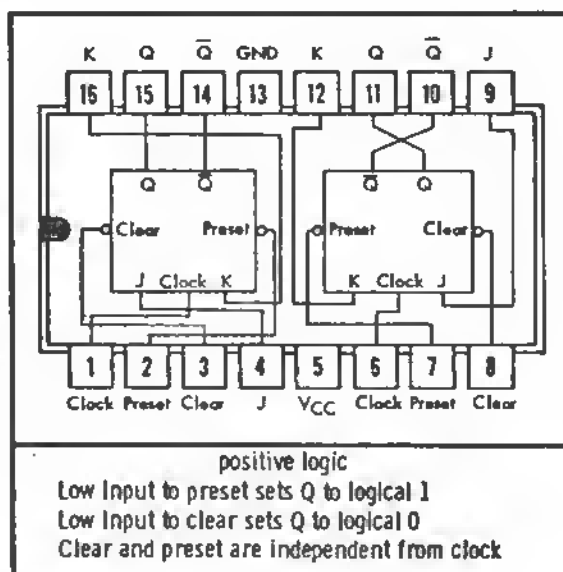 K Q Q̅ GND K Q Q̅ J
16 15 14 13 12 11 10 9
Q Q̅ Q̅ Q
Clear Preset Preset Clear
J Clock K K Clock J
1 2 3 4 5 6 7 8
Clock Preset Clear J VCC Clock Preset Clear
positive logic
Low Input to preset sets Q to logical 1
Low Input to clear sets Q to logical 0
Clear and preset are independent from clock